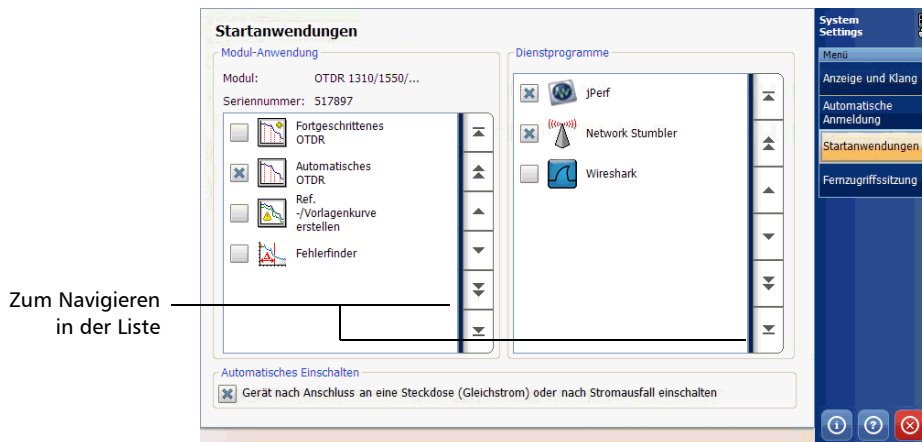 Startanwendungen
Modul-Anwendung
Modul: OTDR 1310/1550/...
Seriennummer: 517897
Fortgeschrittenes
OTDR
Automatisches
OTDR
Ref.
-/Vorlagenkurve
erstellen
Fehlerfinder
Dienstprogramme
jPerf
Network Stumbler
Wireshark
Automatisches Einschalten
Gerät nach Anschluss an eine Steckdose (Gleichstrom) oder nach Stromausfall einschalten
System
Settings
Menü
Anzeige und Klang
Automatische
Anmeldung
Startanwendungen
Fernzugriffssitzung
Zum Navigieren
in der Liste